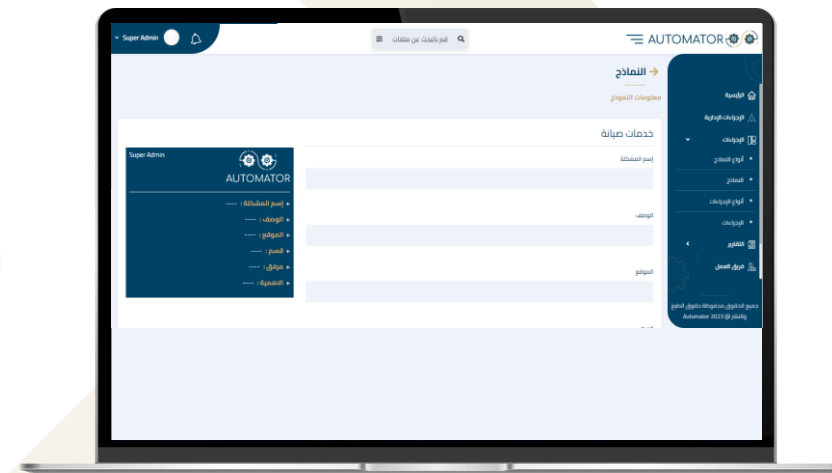 AUTOMATOR
قم بالبحث عن ملفات
Super Admin
الرئيسية
الإجراءات الإدارية
الإجراءات
أنواع النماذج
النماذج
أنواع الإجراءات
الإجراءات
التقارير
فريق العمل
جميع الحقوق محفوظة حقوق الطبع
والنشر @ Automator 2023
النماذج
معلومات النموذج
خدمات صيانة
إسم المشكلة
الوصف
الموقع
Super Admin
AUTOMATOR
+ إسم المشكلة : ----
+ الوصف : ----
+ الموقع : ----
+ قسم : ----
+ مرفق : ----
+ الاهمية : ----